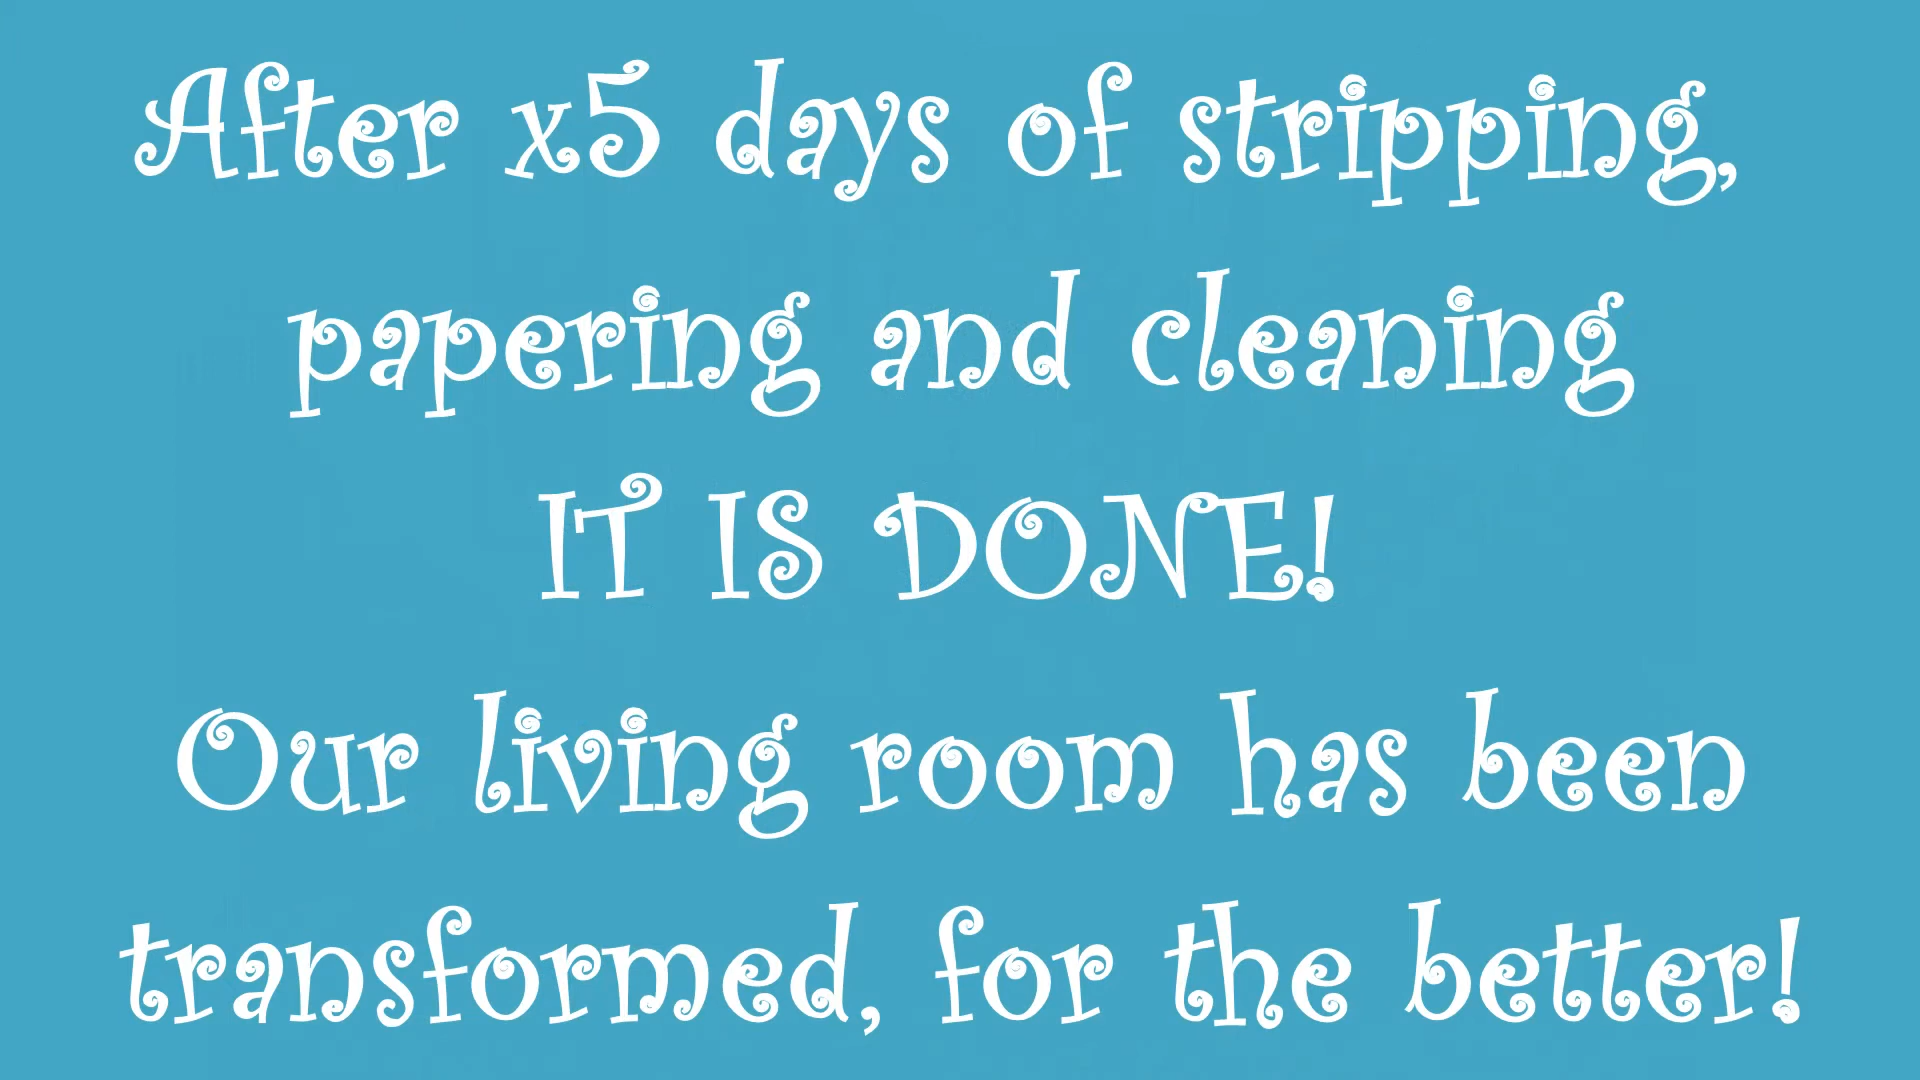 After x5 days of stripping,
papering and cleaning
IT IS DONE!
Our living room has been
transformed, for the better!